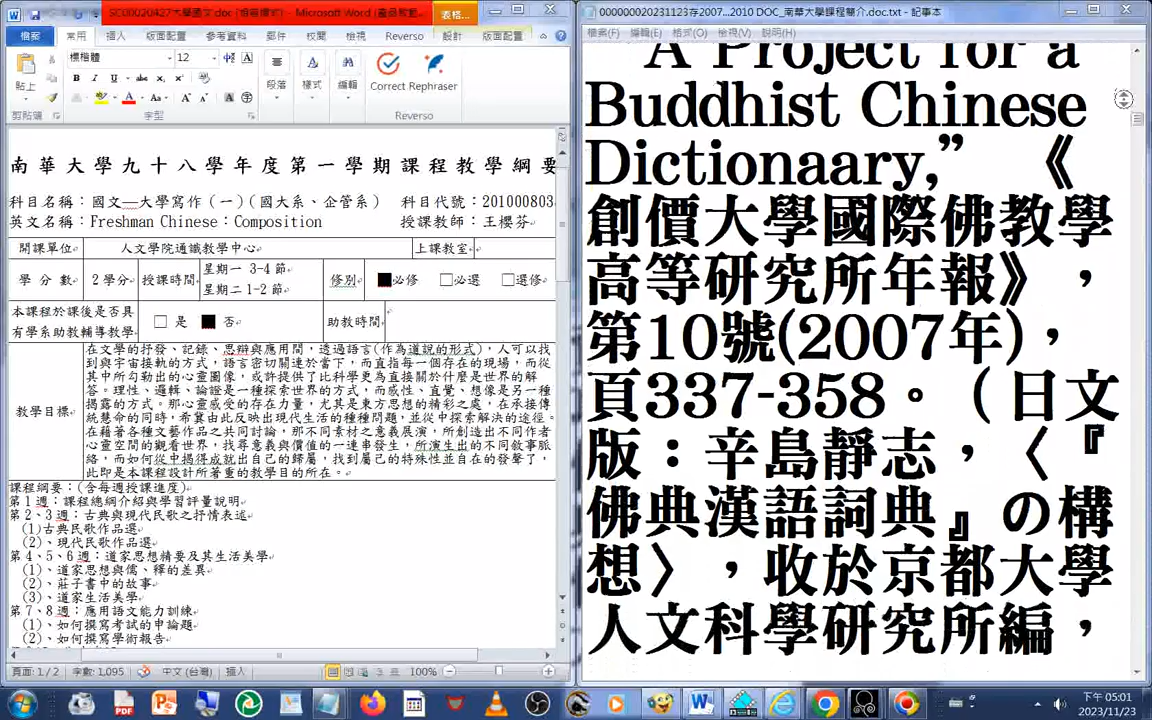 SC00020427大學國文.doc [相容模式] - Microsoft Word (產品啟動...
表格...
檔案 常用 插入 版面配置 參考資料 郵件 校閱 檢視 Reverso 設計 版面配置
標楷體 12
貼上 段落 樣式 編輯 Correct Rephraser
剪貼簿 字型 Reverso
南華大學九十八學年度第一學期課程教學綱要
科目名稱：國文—大學寫作（一）(國大系、企管系) 科目代號：201000803
英文名稱：Freshman Chinese：Composition 授課教師：王櫻芬
開課單位 人文學院通識教學中心 上課教室
學分數 2學分 授課時間 星期一 3-4節 星期二1-2節 修別 ■必修 □必選 □選修
本課程於課後是否具有學系助教輔導教學 □是 ■否 助教時間
教學目標
在文學的抒發、記錄、思辯與應用間，透過語言(作為道說的形式)，人可以找
到與宇宙接軌的方式，語言密切關連於當下，而直指每一個存在的現場，而從
其中所勾勒出的心靈圖像，或許提供了比科學更為直接關於什麼是世界的解
答。理性、邏輯、論證是一種探索世界的方式，而感性、直覺、想像是另一種
揭露的方式。那心靈感受的存在力量，尤其是東方思想的精彩之處，在承接傳
統慧命的同時，希冀由此反映出現代生活的種種問題，並從中探索解決的途徑。
在藉著各種文藝作品之共同討論，那不同素材之意義展演，所創造出不同作者
心靈空間的觀看世界，找尋意義與價值的一連串發生，所演生出的不同敘事脈
絡，而如何從中揭得成就出自己的歸屬，找到屬己的特殊性並自在的發聲了，
此即是本課程設計所著重的教學目的所在。
課程綱要：(含每週授課進度)
第1週：課程總綱介紹與學習評量說明
第2、3週：古典與現代民歌之抒情表述
(1)古典民歌作品選
(2)、現代民歌作品選
第4、5、6週：道家思想精要及其生活美學
(1)、道家思想與儒、釋的差異
(2)、莊子書中的故事
(3)、道家生活美學
第7、8週：應用語文能力訓練
(1)、如何撰寫考試的申論題
(2)、如何撰寫學術報告
頁面：1/2 字數：1,095 中文(台灣) 插入 100%
000000020231123存2007...2010 DOC_南華大學課程簡介.doc.txt - 記事本
檔案(F) 編輯(E) 格式(O) 檢視(V) 說明(H)
"A Project for a
Buddhist Chinese
Dictionaary,” 《
創價大學國際佛教學
高等研究所年報》，
第10號(2007年)，
頁337-358。（日文
版：辛島靜志，〈『
佛典漢語詞典』の構
想〉，收於京都大學
人文科學研究所編，
下午 05:01
2023/11/23